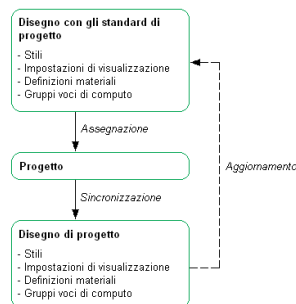 Disegno con gli standard di
progetto
- Stili
- Impostazioni di visualizzazione
- Definizioni materiali
- Gruppi voci di computo
Assegnazione
Progetto
Aggiornamento
Sincronizzazione
Disegno di progetto
- Stili
- Impostazioni di visualizzazione
- Definizioni materiali
- Gruppi voci di computo